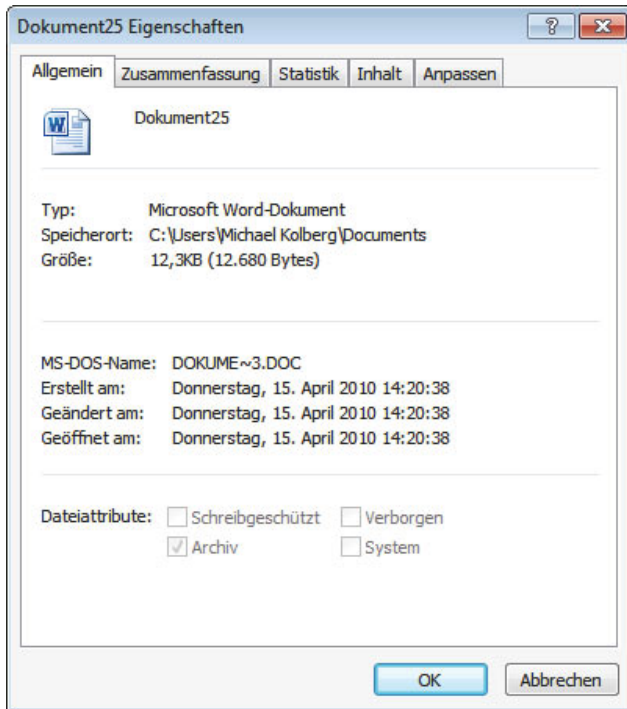 Dokument25 Eigenschaften
Allgemein Zusammenfassung Statistik Inhalt Anpassen
Dokument25
Typ: Microsoft Word-Dokument
Speicherort: C:\Users\Michael Kolberg\Documents
Größe: 12,3KB (12.680 Bytes)
MS-DOS-Name: DOKUME~3.DOC
Erstellt am: Donnerstag, 15. April 2010 14:20:38
Geändert am: Donnerstag, 15. April 2010 14:20:38
Geöffnet am: Donnerstag, 15. April 2010 14:20:38
Dateiattribute: Schreibgeschützt Verborgen
Archiv System
OK Abbrechen